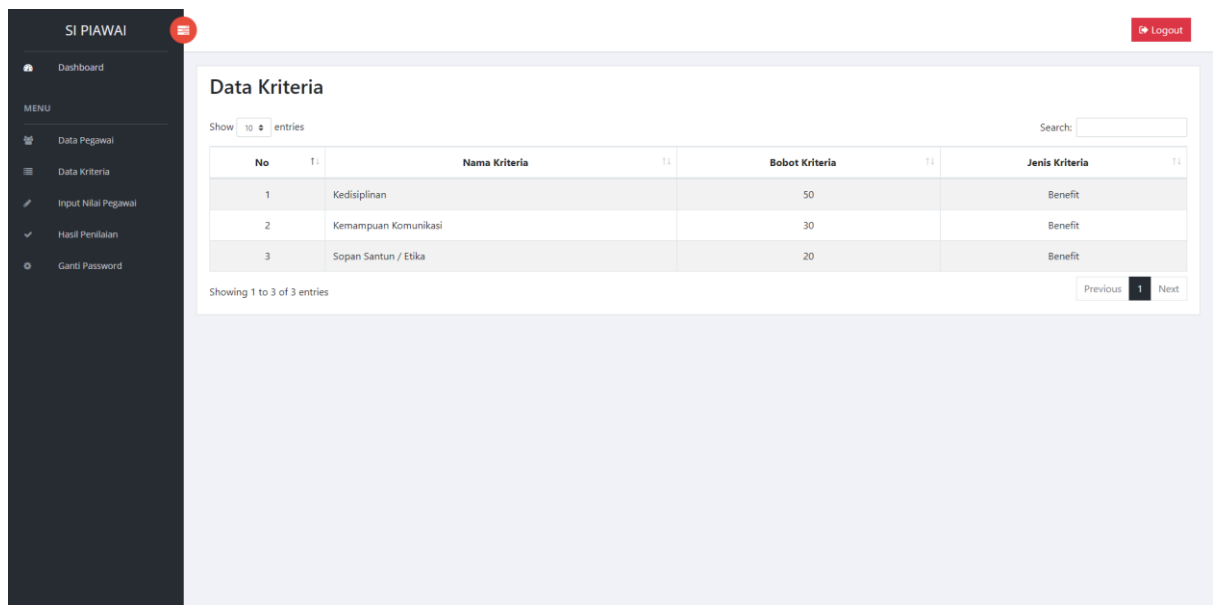 SI PIAWAI
Logout
Dashboard
MENU
Data Pegawai
Data Kriteria
Input Nilai Pegawai
Hasil Penilaian
Ganti Password
Data Kriteria
Show 10 entries
Search:
No Nama Kriteria Bobot Kriteria Jenis Kriteria
1 Kedisiplinan 50 Benefit
2 Kemampuan Komunikasi 30 Benefit
3 Sopan Santun / Etika 20 Benefit
Showing 1 to 3 of 3 entries
Previous 1 Next